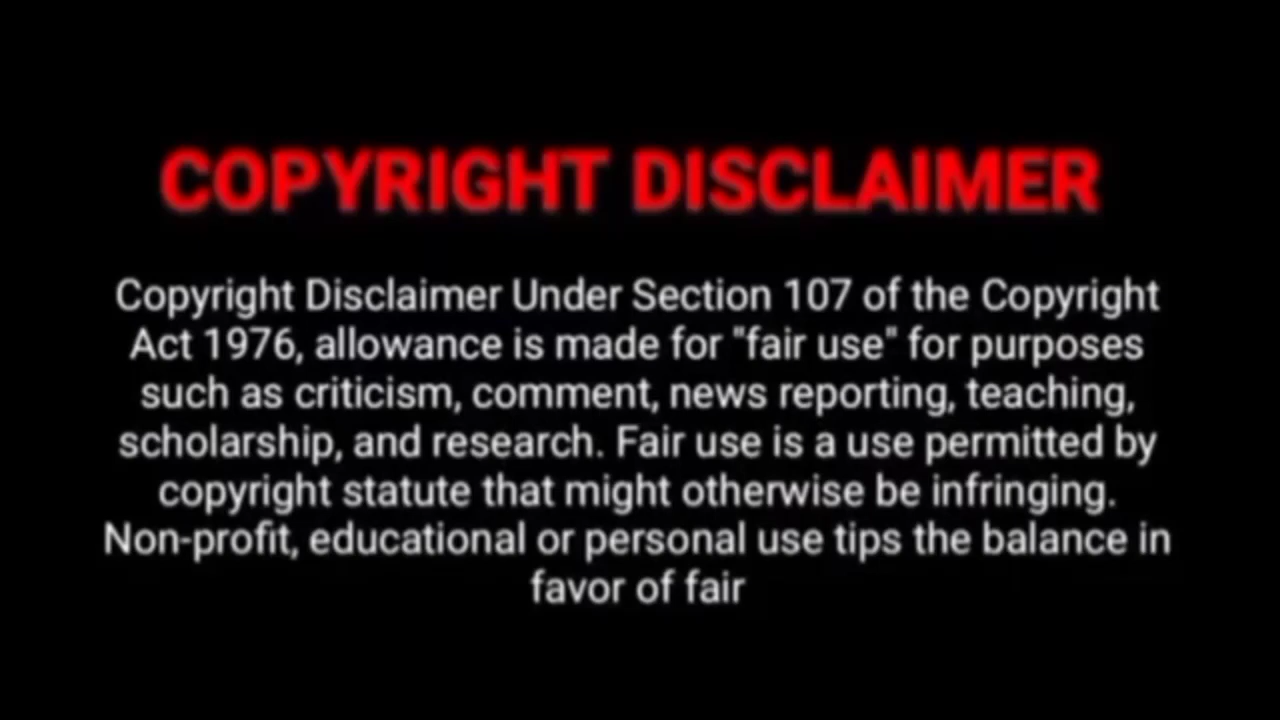 COPYRIGHT DISCLAIMER
Copyright Disclaimer Under Section 107 of the Copyright
Act 1976, allowance is made for "fair use" for purposes
such as criticism, comment, news reporting, teaching,
scholarship, and research. Fair use is a use permitted by
copyright statute that might otherwise be infringing.
Non-profit, educational or personal use tips the balance in
favor of fair